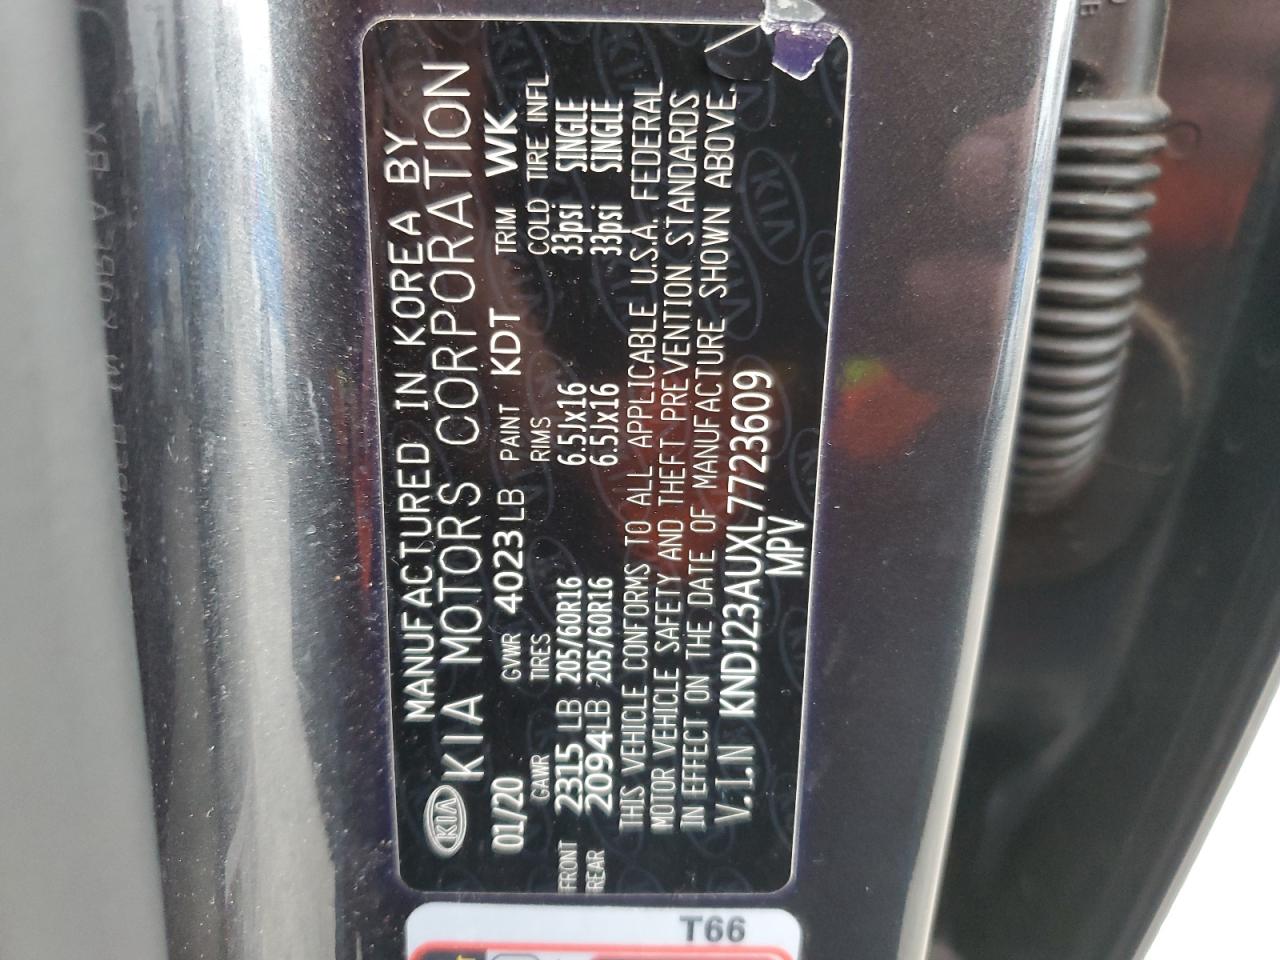 MANUFACTURED IN KOREA BY
KIA KIA MOTORS CORPORATION
01/20 GVWR 4023 LB PAINT KDT TRIM WK
GAWR TIRES RIMS COLD TIRE INFL
FRONT 2315 LB 205/60R16 6.5Jx16 33psi SINGLE
REAR 2094LB 205/60R16 6.5Jx16 33psi SINGLE
THIS VEHICLE CONFORMS TO ALL APPLICABLE U.S.A. FEDERAL
MOTOR VEHICLE SAFETY AND THEFT PREVENTION STANDARDS
IN EFFECT ON THE DATE OF MANUFACTURE SHOWN ABOVE.
V.I.N KNDJ23AUXL7723609
MPV
T66